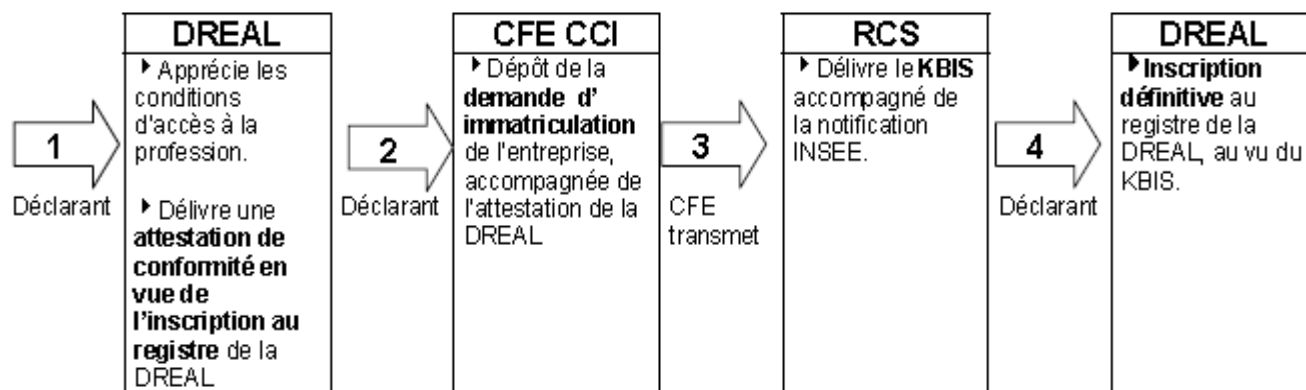 1
Déclarant
DREAL
‣ Apprécie les
conditions
d'accès à la
profession.
‣ Délivre une
attestation de
conformité en
vue de
l'inscription au
registre de la
DREAL
2
Déclarant
CFE CCI
‣ Dépôt de la
demande d'
immatriculation
de l'entreprise,
accompagnée de
l'attestation de la
DREAL
3
CFE
transmet
RCS
‣ Délivre le KBIS
accompagné de
la notification
INSEE.
4
Déclarant
DREAL
‣ Inscription
définitive au
registre de la
DREAL, au vu du
KBIS.